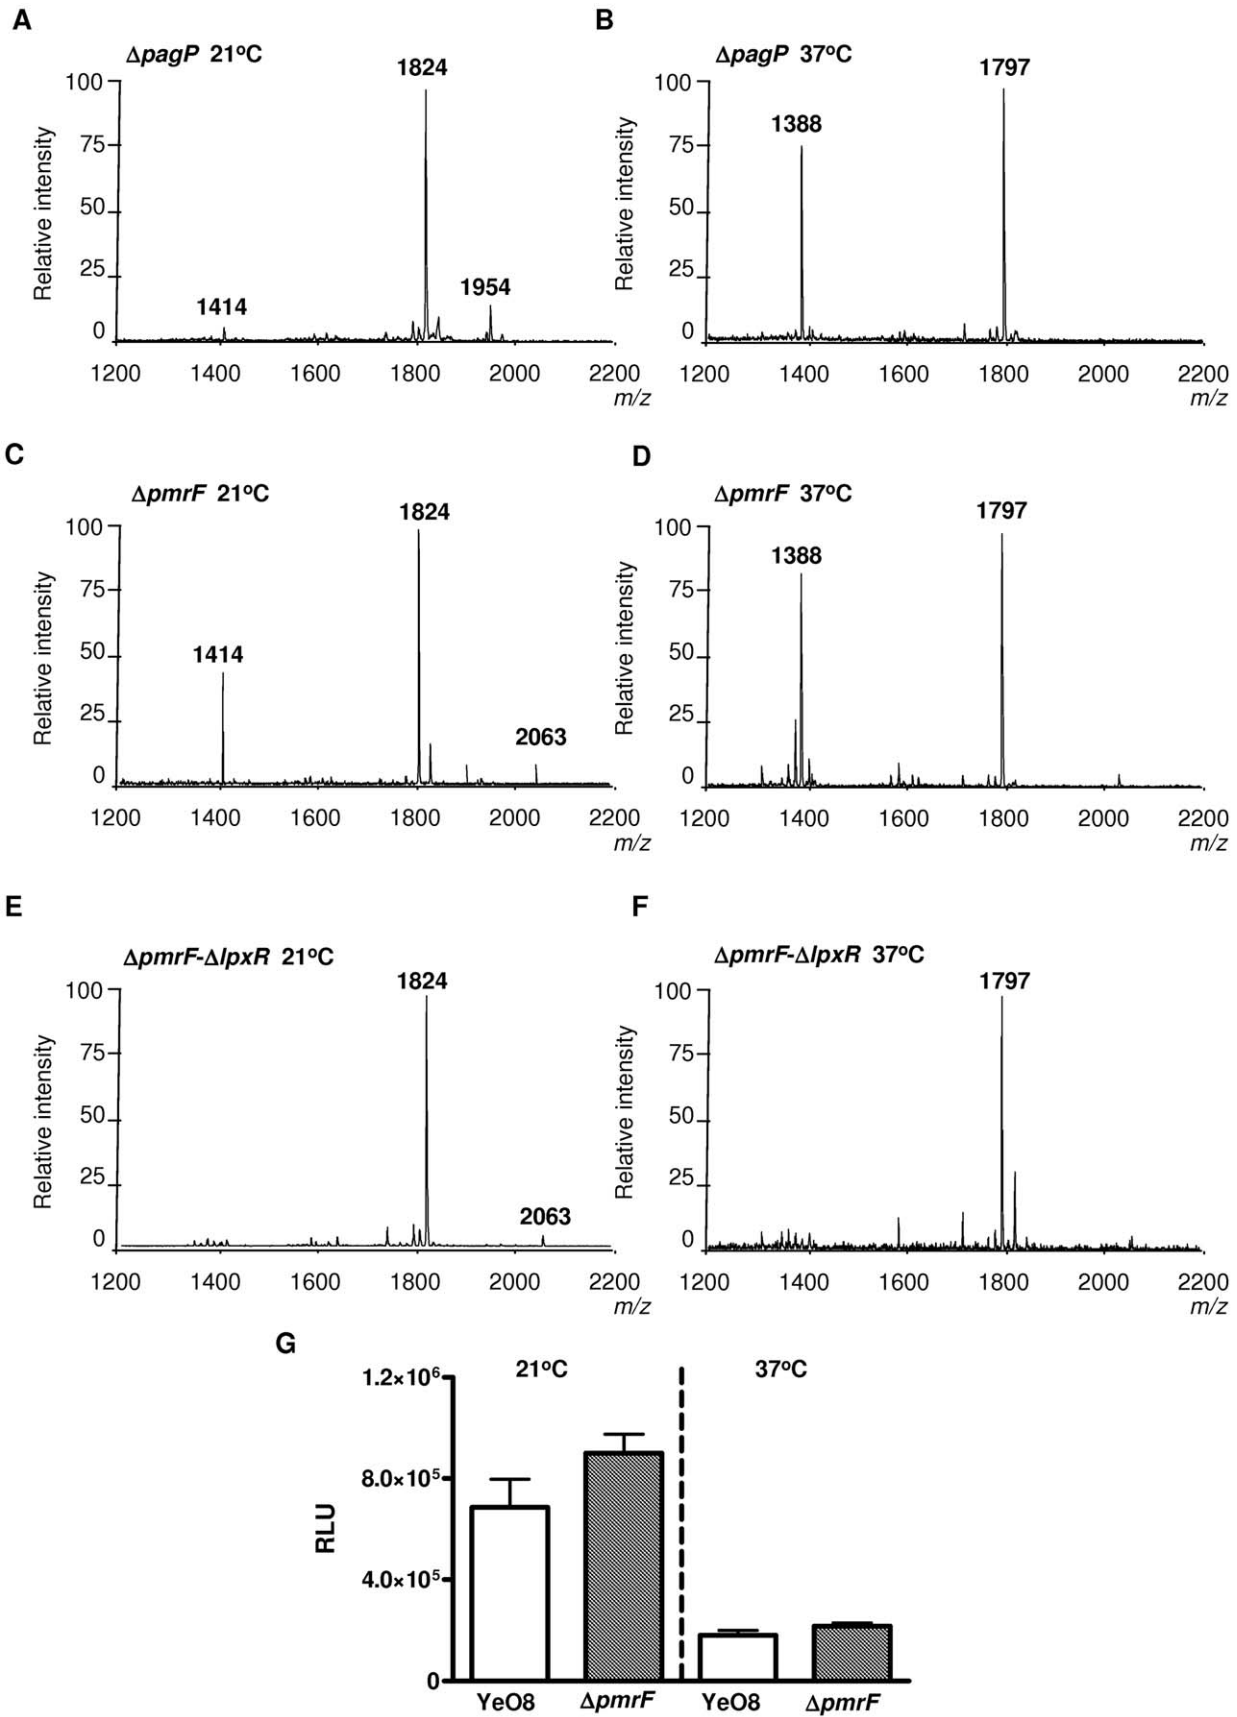 A
ΔpagP 21ºC
Relative intensity
100
75
50
25
0
1414
1824
1954
1200 1400 1600 1800 2000 2200
m/z
B
ΔpagP 37ºC
Relative intensity
100
75
50
25
0
1388
1797
1200 1400 1600 1800 2000 2200
m/z
C
ΔpmrF 21ºC
Relative intensity
100
75
50
25
0
1414
1824
2063
1200 1400 1600 1800 2000 2200
m/z
D
ΔpmrF 37ºC
Relative intensity
100
75
50
25
0
1388
1797
1200 1400 1600 1800 2000 2200
m/z
E
ΔpmrF-ΔlpxR 21ºC
Relative intensity
100
75
50
25
0
1824
2063
1200 1400 1600 1800 2000 2200
m/z
F
ΔpmrF-ΔlpxR 37ºC
Relative intensity
100
75
50
25
0
1797
1200 1400 1600 1800 2000 2200
m/z
G
21ºC 37ºC
RLU
1.2×10⁶
8.0×10⁵
4.0×10⁵
0
YeO8 ΔpmrF YeO8 ΔpmrF